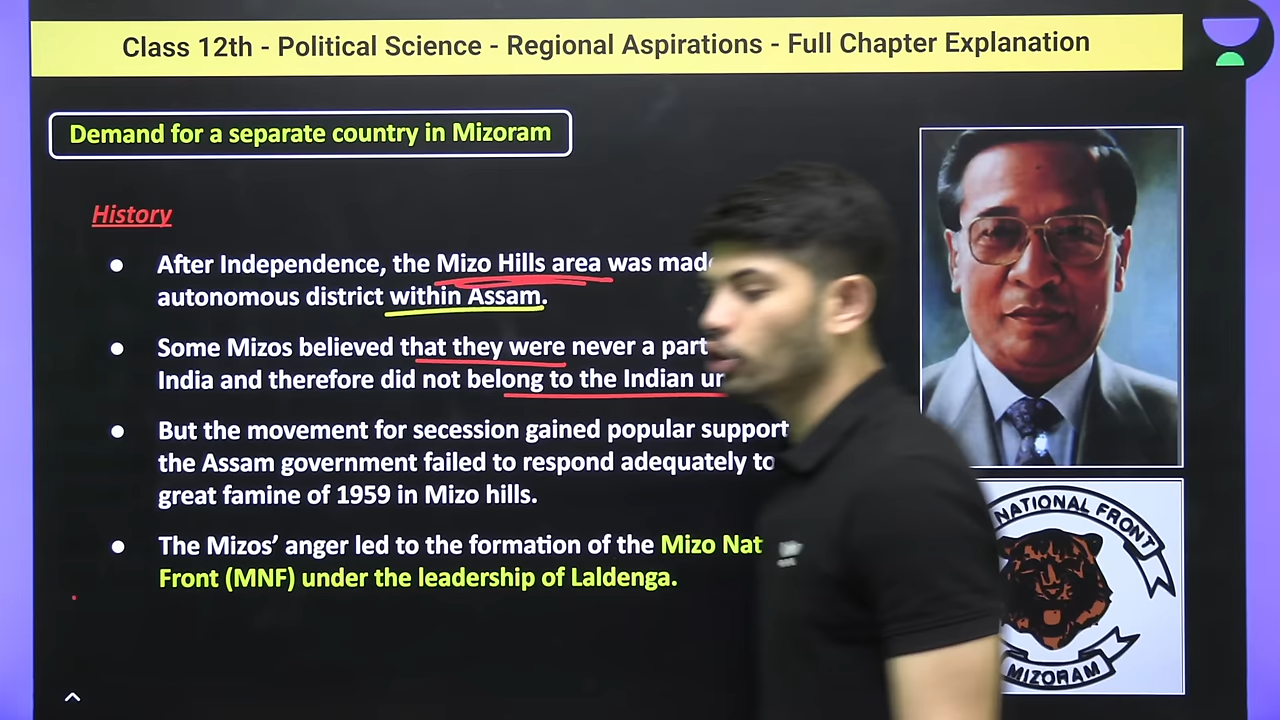 Class 12th - Political Science - Regional Aspirations - Full Chapter Explanation
Demand for a separate country in Mizoram
History
● After Independence, the Mizo Hills area was made
autonomous district within Assam.
● Some Mizos believed that they were never a part
India and therefore did not belong to the Indian
● But the movement for secession gained popular support
the Assam government failed to respond adequately to
great famine of 1959 in Mizo hills.
● The Mizos' anger led to the formation of the Mizo
Front (MNF) under the leadership of Laldenga.
NATIONAL FRONT
MIZORAM